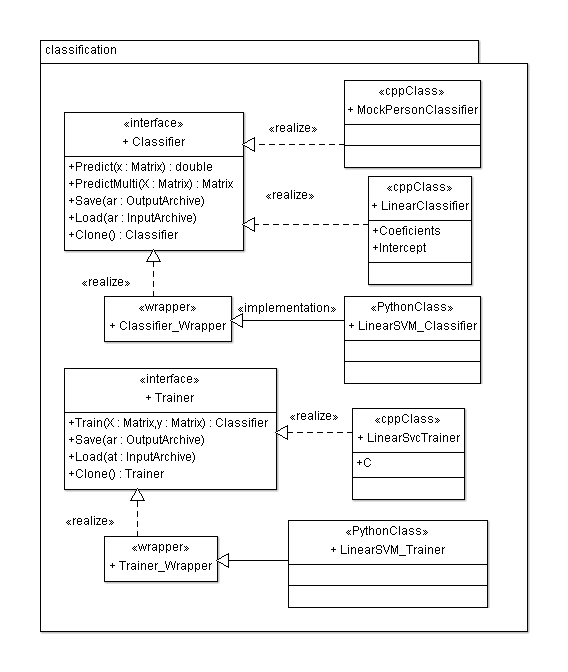 classification
«cppClass»
+ MockPersonClassifier
«interface»
+ Classifier
+Predict(x : Matrix) : double
+PredictMulti(X : Matrix) : Matrix
+Save(ar : OutputArchive)
+Load(ar : InputArchive)
+Clone() : Classifier
«realize»
«cppClass»
+ LinearClassifier
+Coeficients
+Intercept
«realize»
«realize»
«wrapper»
+ Classifier_Wrapper
«implementation»
«PythonClass»
+ LinearSVM_Classifier
«interface»
+ Trainer
+Train(X : Matrix,y : Matrix) : Classifier
+Save(ar : OutputArchive)
+Load(at : InputArchive)
+Clone() : Trainer
«realize»
«cppClass»
+ LinearSvcTrainer
+C
«realize»
«wrapper»
+ Trainer_Wrapper
«PythonClass»
+ LinearSVM_Trainer